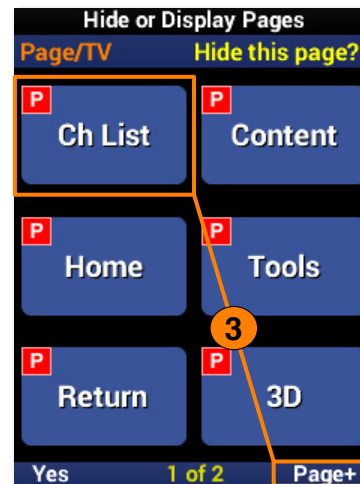 Hide or Display Pages
Page/TV Hide this page?
P P
Ch List Content
P P
Home Tools
3
P P
Return 3D
Yes 1 of 2 Page+